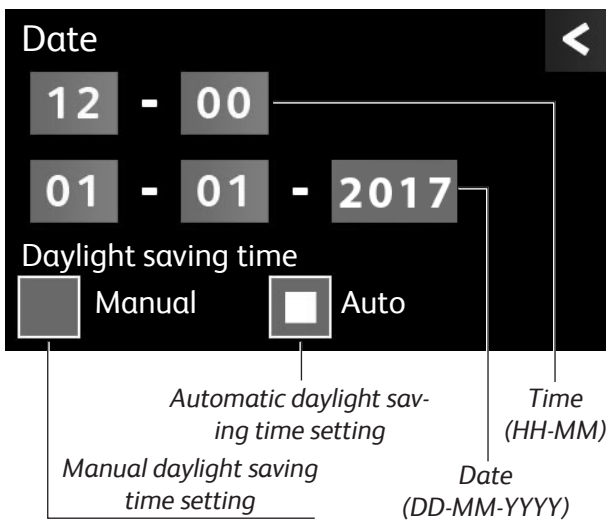 Date <
12 - 00
01 - 01 - 2017
Daylight saving time
Manual Auto
Automatic daylight sav-
ing time setting
Time
(HH-MM)
Manual daylight saving
time setting
Date
(DD-MM-YYYY)